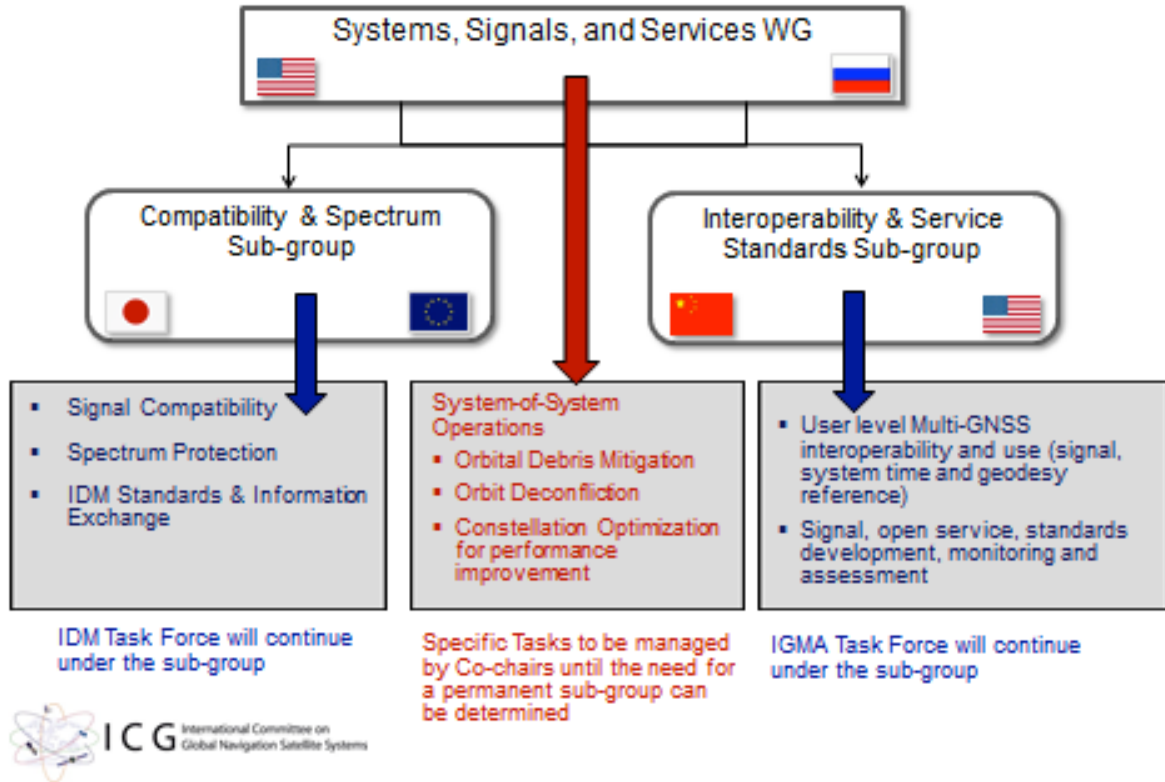 Systems, Signals, and Services WG
Compatibility & Spectrum
Sub-group
Interoperability & Service
Standards Sub-group
▪ Signal Compatibility
▪ Spectrum Protection
▪ IDM Standards & Information
Exchange
System-of-System
Operations
▪ Orbital Debris Mitigation
▪ Orbit Deconfliction
▪ Constellation Optimization
for performance
improvement
▪ User level Multi-GNSS
interoperability and use (signal,
system time and geodesy
reference)
▪ Signal, open service, standards
development, monitoring and
assessment
IDM Task Force will continue
under the sub-group
Specific Tasks to be managed
by Co-chairs until the need for
a permanent sub-group can
be determined
IGMA Task Force will continue
under the sub-group
ICG International Committee on
Global Navigation Satellite Systems